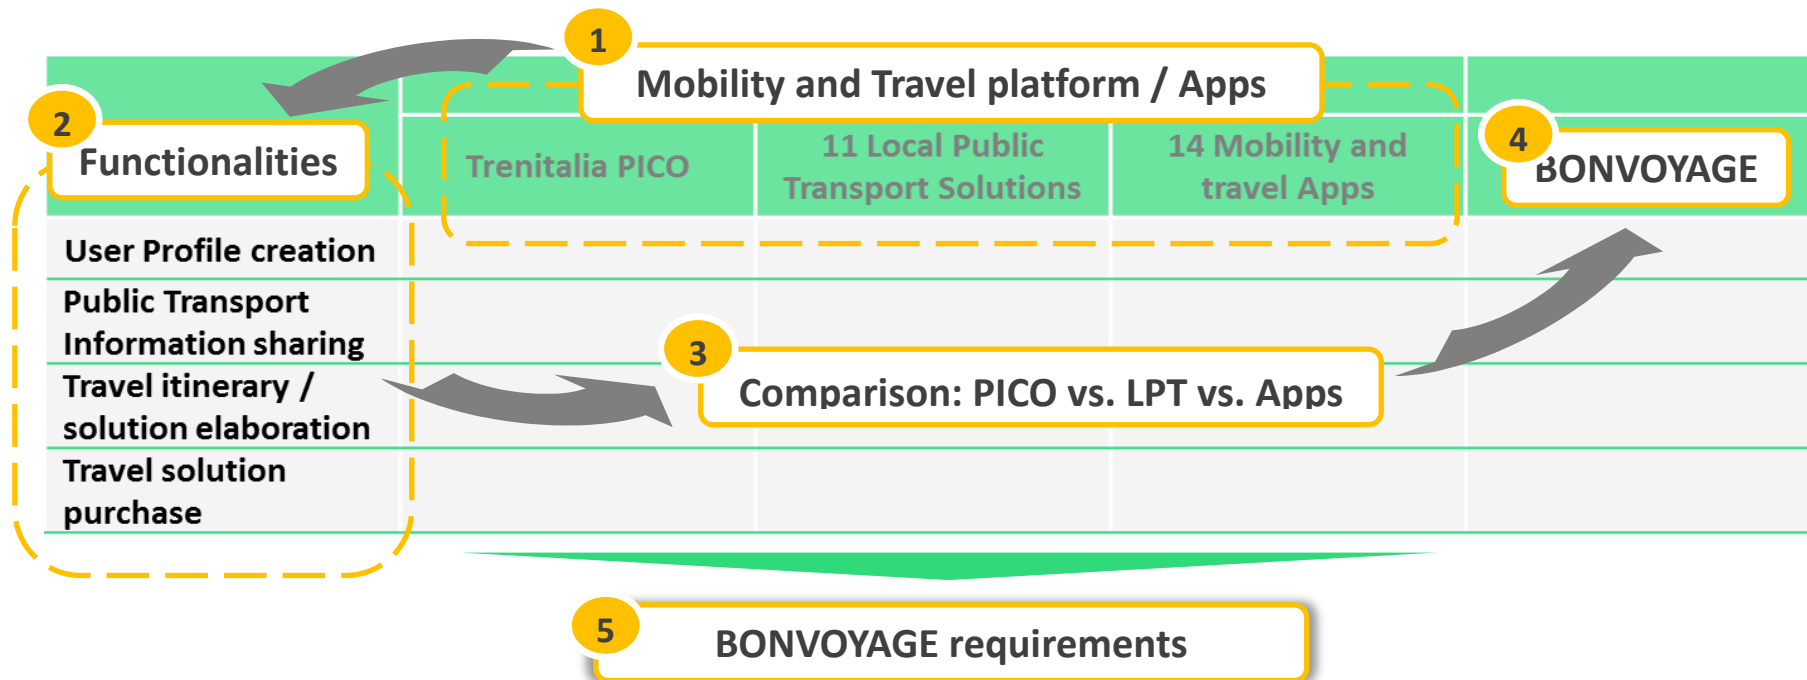 1
Mobility and Travel platform / Apps
2
Functionalities
Trenitalia PICO
11 Local Public
Transport Solutions
14 Mobility and
travel Apps
4
BONVOYAGE
User Profile creation
Public Transport
Information sharing
Travel itinerary /
solution elaboration
Travel solution
purchase
3
Comparison: PICO vs. LPT vs. Apps
5
BONVOYAGE requirements